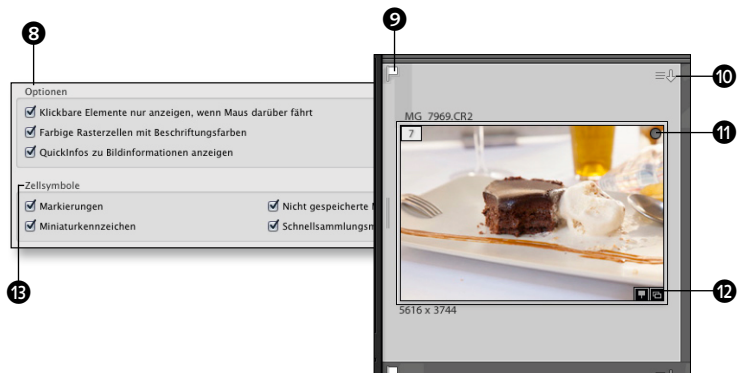 8
9
Optionen
Klickbare Elemente nur anzeigen, wenn Maus darüber fährt
Farbige Rasterzellen mit Beschriftungsfarben
QuickInfos zu Bildinformationen anzeigen
Zellsymbole
Markierungen
Nicht gespeicherte
Miniaturkennzeichen
13
10
MG_7969.CR2
7
11
12
5616 x 3744